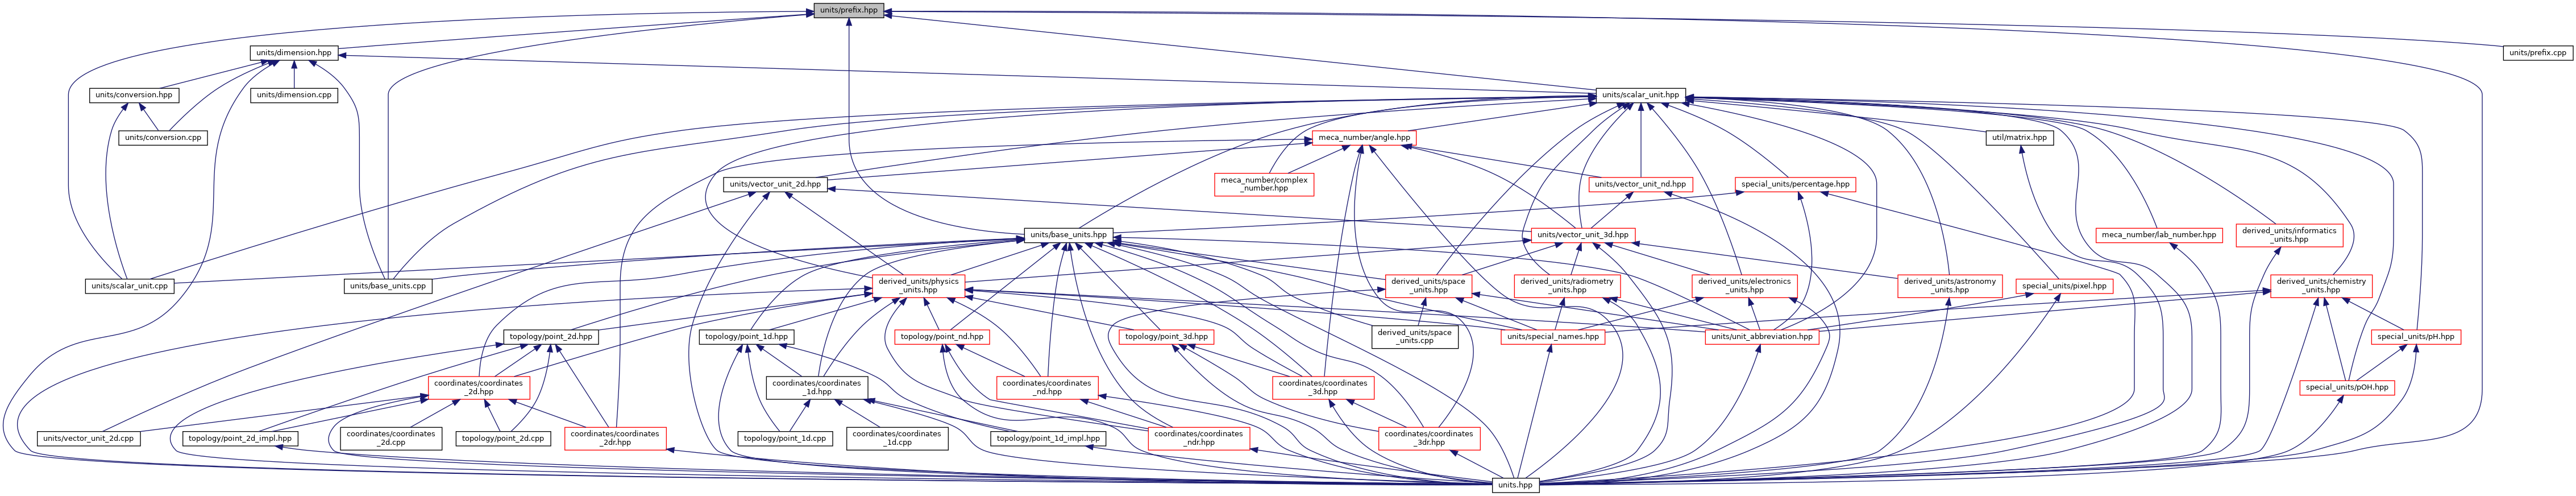 units/prefix.hpp
units/dimension.hpp
units/prefix.cpp
units/conversion.hpp
units/dimension.cpp
units/scalar_unit.hpp
units/conversion.cpp
meca_number/angle.hpp
util/matrix.hpp
units/vector_unit_2d.hpp
meca_number/complex
_number.hpp
units/vector_unit_nd.hpp
special_units/percentage.hpp
units/base_units.hpp
units/vector_unit_3d.hpp
meca_number/lab_number.hpp
derived_units/informatics
_units.hpp
units/scalar_unit.cpp
units/base_units.cpp
derived_units/physics
_units.hpp
derived_units/space
_units.hpp
derived_units/radiometry
_units.hpp
derived_units/electronics
_units.hpp
derived_units/astronomy
_units.hpp
special_units/pixel.hpp
derived_units/chemistry
_units.hpp
topology/point_2d.hpp
topology/point_1d.hpp
topology/point_nd.hpp
topology/point_3d.hpp
derived_units/space
_units.cpp
units/special_names.hpp
units/unit_abbreviation.hpp
special_units/pH.hpp
coordinates/coordinates
_2d.hpp
coordinates/coordinates
_1d.hpp
coordinates/coordinates
_nd.hpp
coordinates/coordinates
_3d.hpp
special_units/pOH.hpp
units/vector_unit_2d.cpp
topology/point_2d_impl.hpp
coordinates/coordinates
_2d.cpp
topology/point_2d.cpp
coordinates/coordinates
_2dr.hpp
topology/point_1d.cpp
coordinates/coordinates
_1d.cpp
topology/point_1d_impl.hpp
coordinates/coordinates
_ndr.hpp
coordinates/coordinates
_3dr.hpp
units.hpp